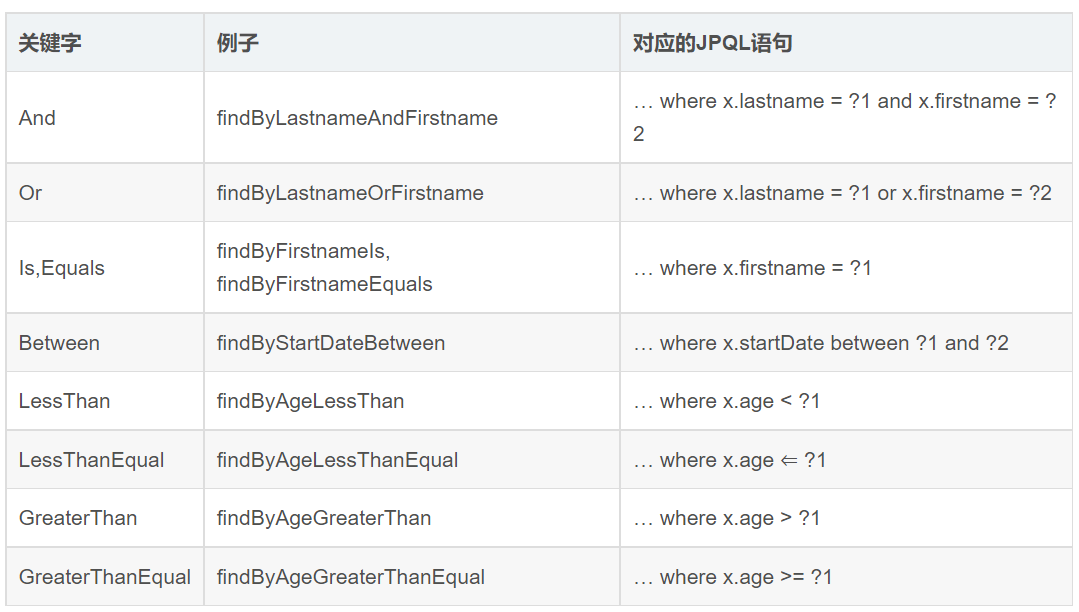 关键字 例子 对应的JPQL语句
And findByLastnameAndFirstname … where x.lastname = ?1 and x.firstname = ?
2
Or findByLastnameOrFirstname … where x.lastname = ?1 or x.firstname = ?2
Is,Equals findByFirstnameIs,
findByFirstnameEquals … where x.firstname = ?1
Between findByStartDateBetween … where x.startDate between ?1 and ?2
LessThan findByAgeLessThan … where x.age < ?1
LessThanEqual findByAgeLessThanEqual … where x.age ⇐ ?1
GreaterThan findByAgeGreaterThan … where x.age > ?1
GreaterThanEqual findByAgeGreaterThanEqual … where x.age >= ?1